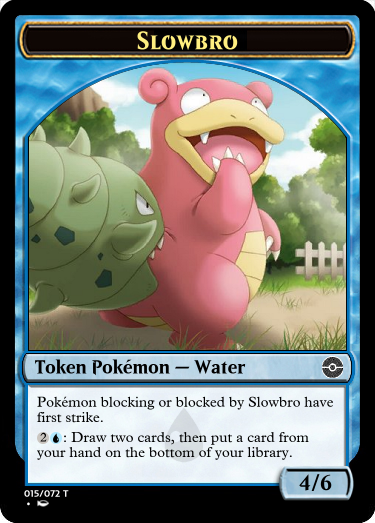 Slowbro
Token Pokémon — Water
Pokémon blocking or blocked by Slowbro have
first strike.
2: Draw two cards, then put a card from
your hand on the bottom of your library.
4/6
015/072 T